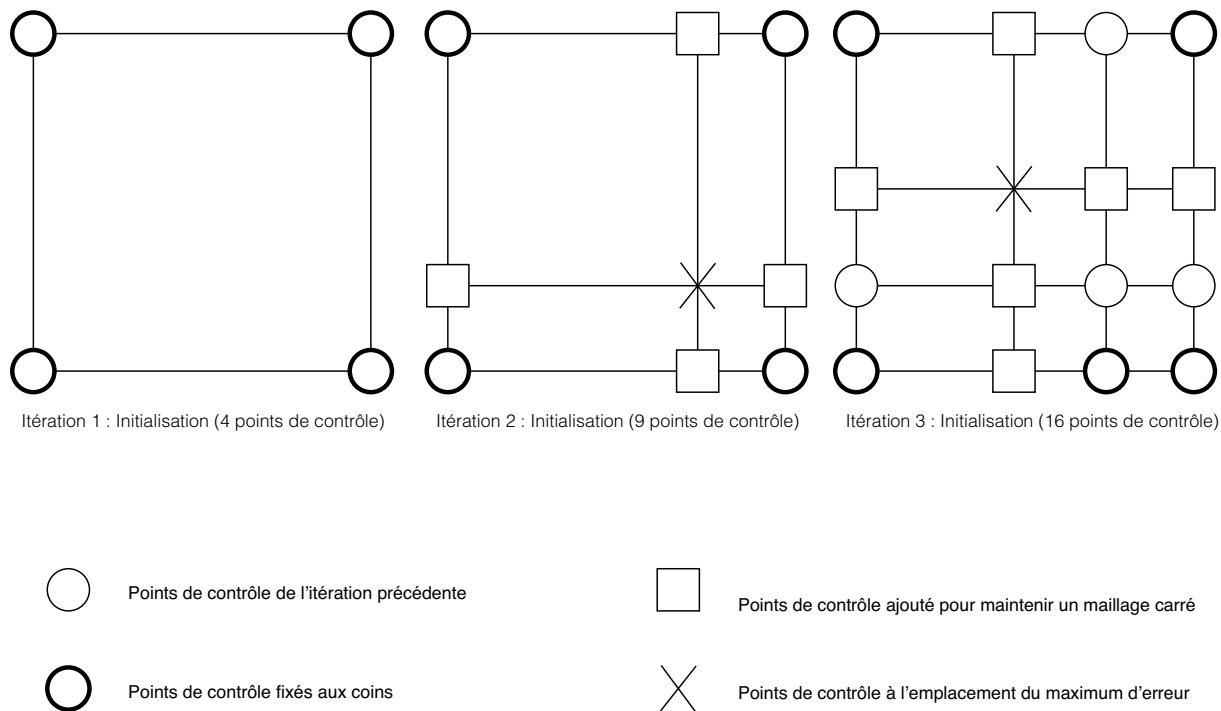 Itération 1 : Initialisation (4 points de contrôle)
Itération 2 : Initialisation (9 points de contrôle)
Itération 3 : Initialisation (16 points de contrôle)
Points de contrôle de l'itération précédente
Points de contrôle ajouté pour maintenir un maillage carré
Points de contrôle fixés aux coins
Points de contrôle à l'emplacement du maximum d'erreur